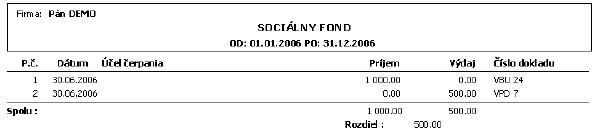 Firma: Pán DEMO
SOCIÁLNY FOND
OD: 01.01.2006 PO: 31.12.2006
P.č. Dátum Účel čerpania Príjem Výdaj Číslo dokladu
1 30.06.2006 1 000.00 0.00 VBU 24
2 30.06.2006 0.00 500.00 VPD 7
Spolu : 1 000.00 500.00
Rozdiel : 500.00